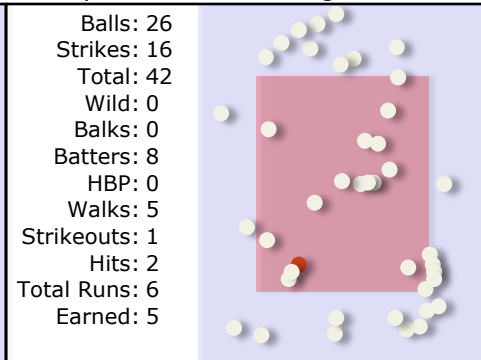 Balls: 26
Strikes: 16
Total: 42
Wild: 0
Balks: 0
Batters: 8
HBP: 0
Walks: 5
Strikeouts: 1
Hits: 2
Total Runs: 6
Earned: 5